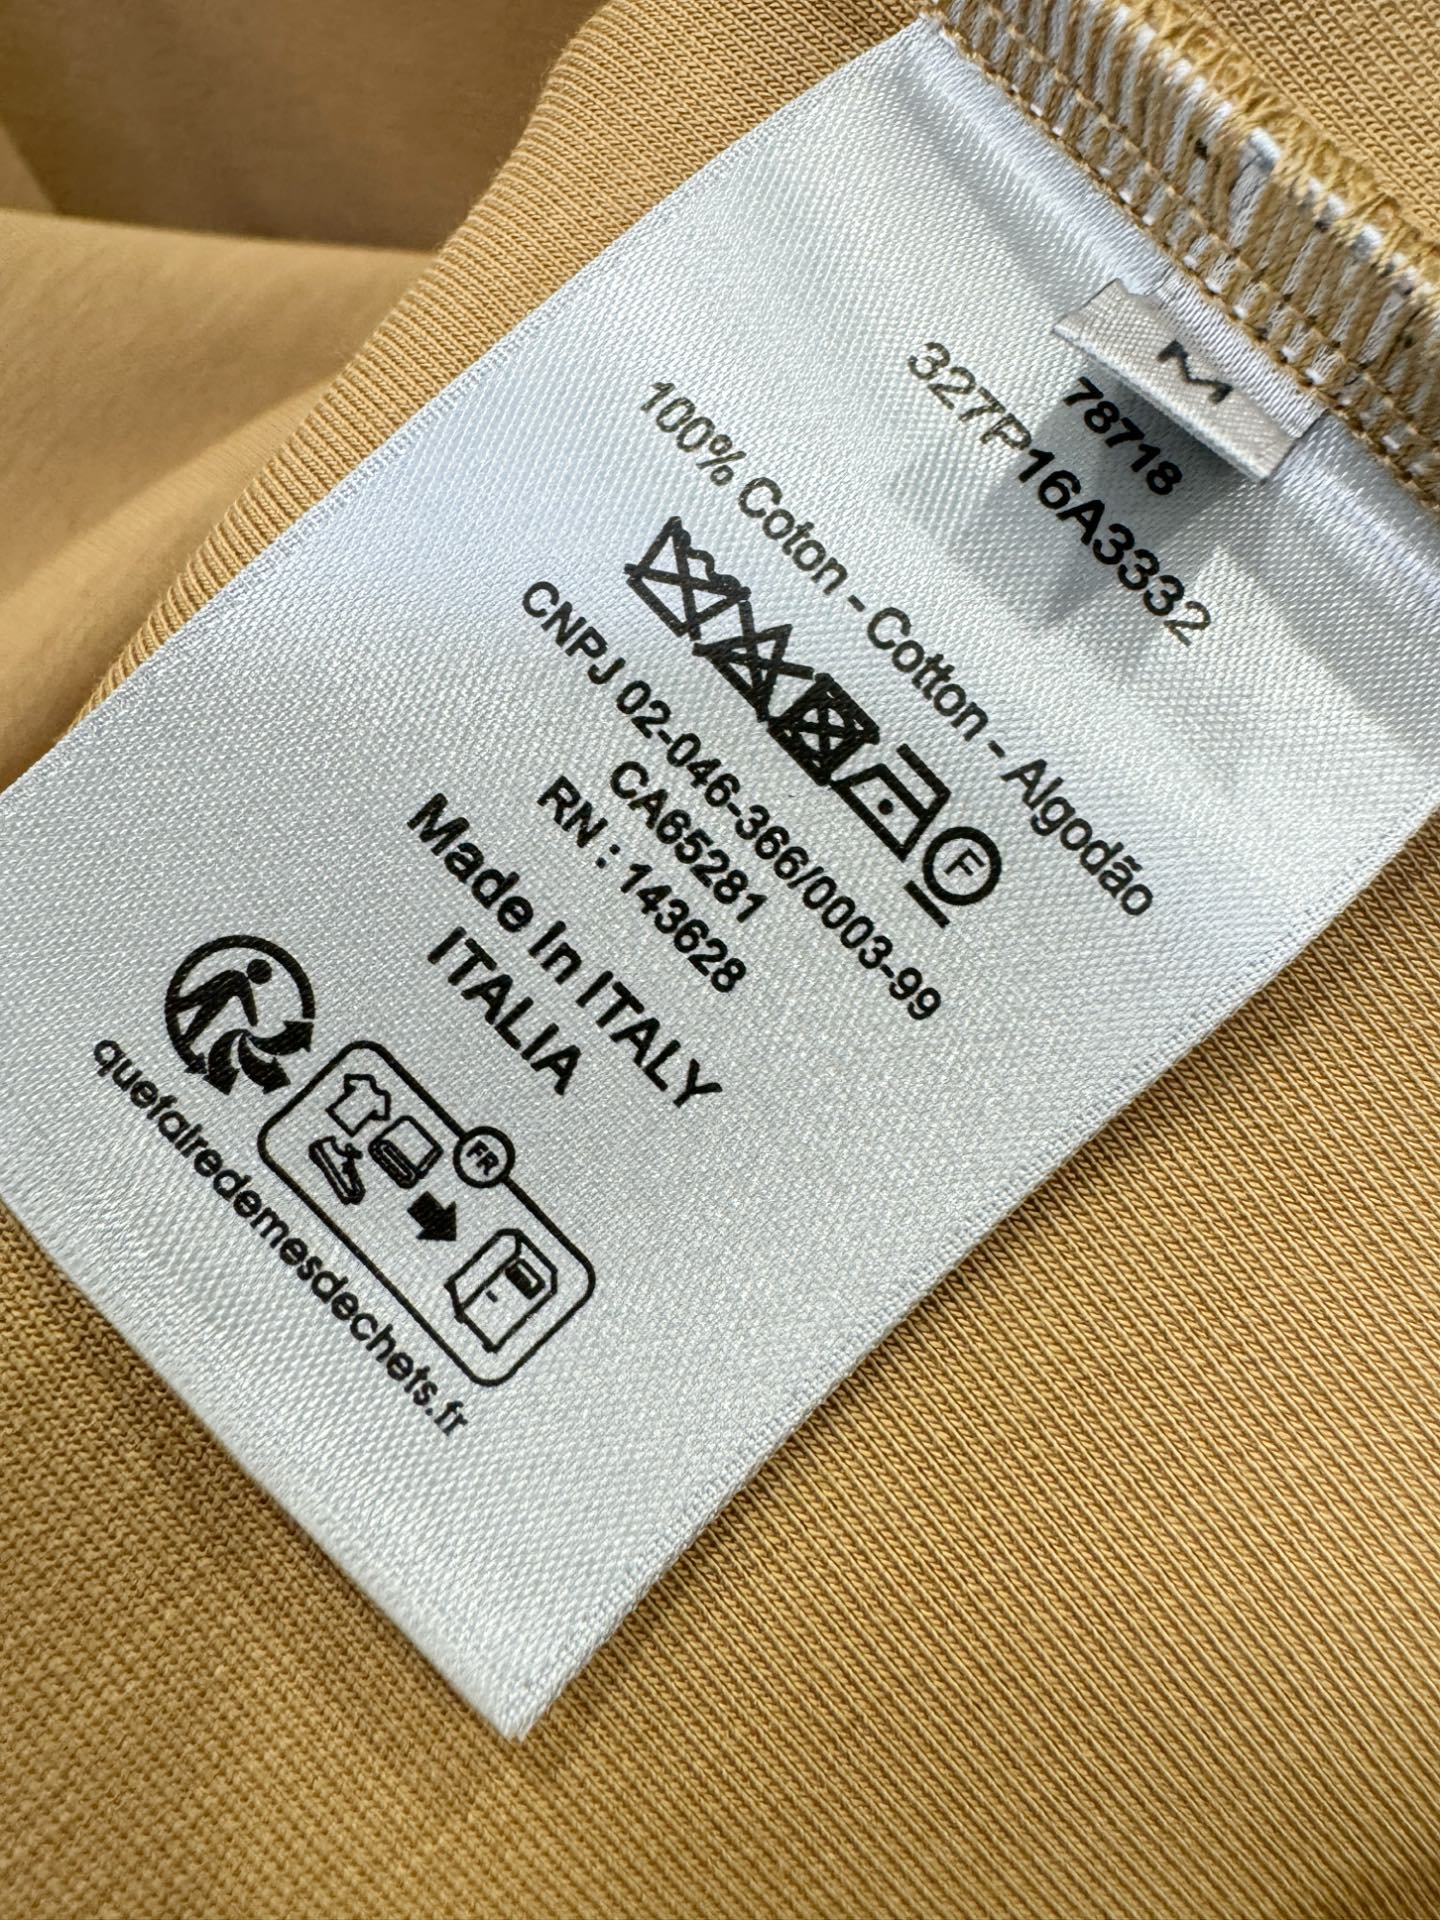 M
78718
327P16A3332
100% Coton - Cotton - Algodão
F
CNPJ 02-046-366/0003-99
CA65281
RN : 143628
Made In ITALY
ITALIA
FR
quefairedemesdechets.fr